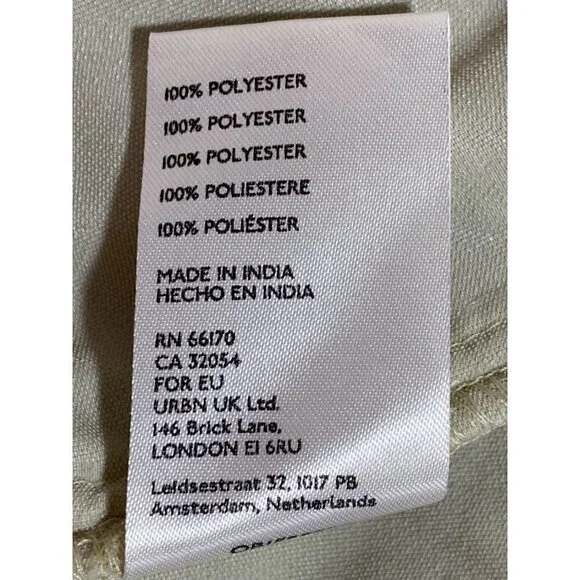 100% POLYESTER
100% POLYESTER
100% POLYESTER
100% POLIESTERE
100% POLIÉSTER
MADE IN INDIA
HECHO EN INDIA
RN 66170
CA 32054
FOR EU
URBN UK Ltd.
146 Brick Lane,
LONDON E1 6RU
Leidsestraat 32, 1017 PB
Amsterdam, Netherlands